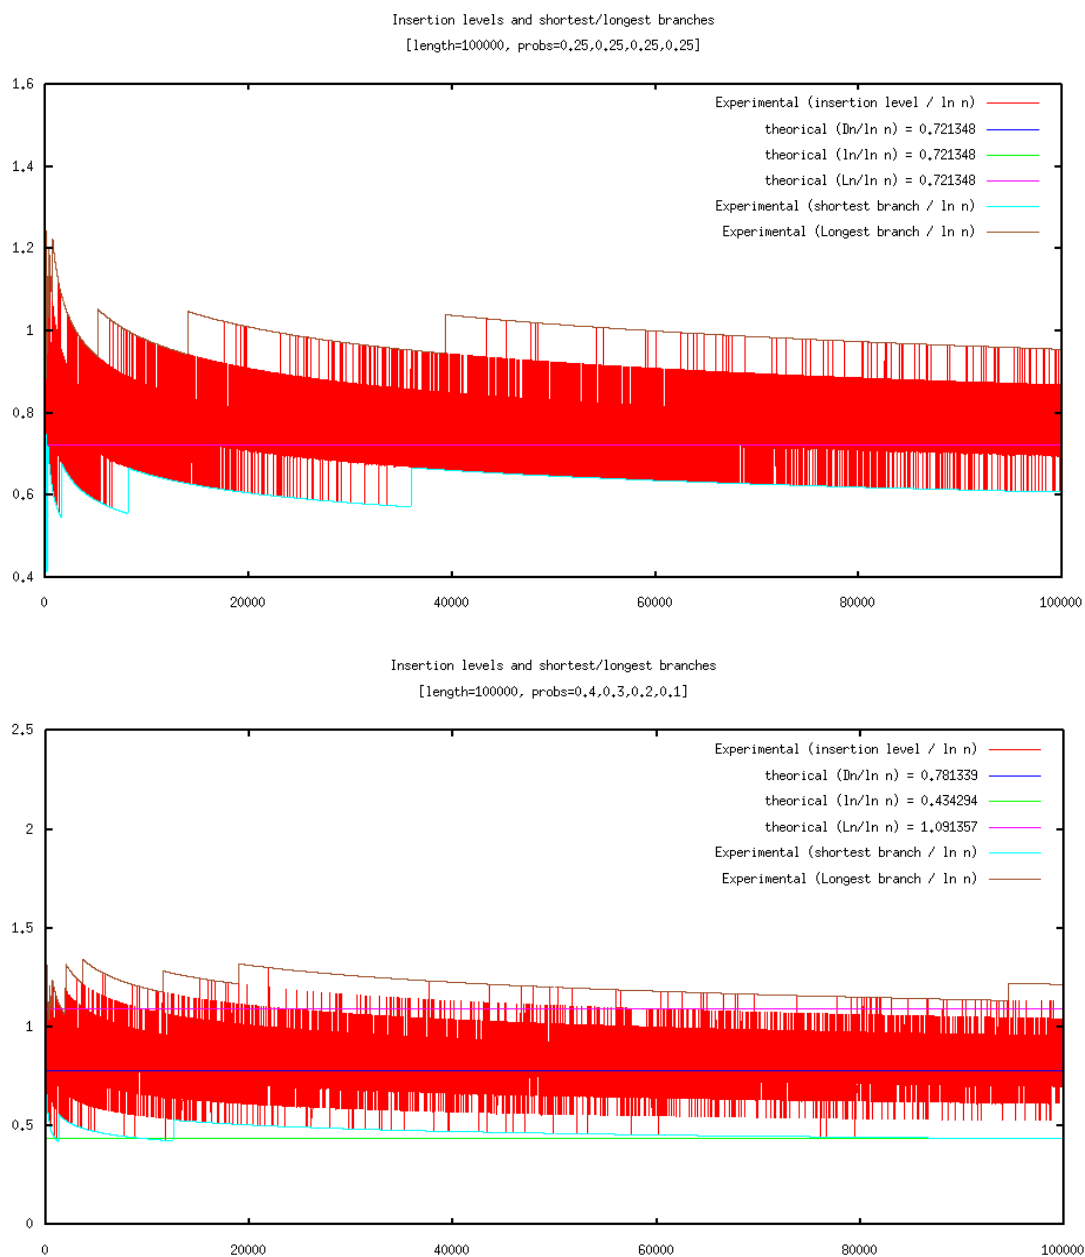 Insertion levels and shortest/longest branches
[length=100000, probs=0.25,0.25,0.25,0.25]
1.6
Experimental (insertion level / ln n)
theorical (Dn/ln n) = 0.721348
1.4
theorical (ln/ln n) = 0.721348
theorical (Ln/ln n) = 0.721348
Experimental (shortest branch / ln n)
Experimental (Longest branch / ln n)
1.2
1
0.8
0.6
0.4
0 20000 40000 60000 80000 100000
Insertion levels and shortest/longest branches
[length=100000, probs=0.4,0.3,0.2,0.1]
2.5
Experimental (insertion level / ln n)
theorical (Dn/ln n) = 0.781339
theorical (ln/ln n) = 0.434294
2
theorical (Ln/ln n) = 1.091357
Experimental (shortest branch / ln n)
Experimental (Longest branch / ln n)
1.5
1
0.5
0
0 20000 40000 60000 80000 100000